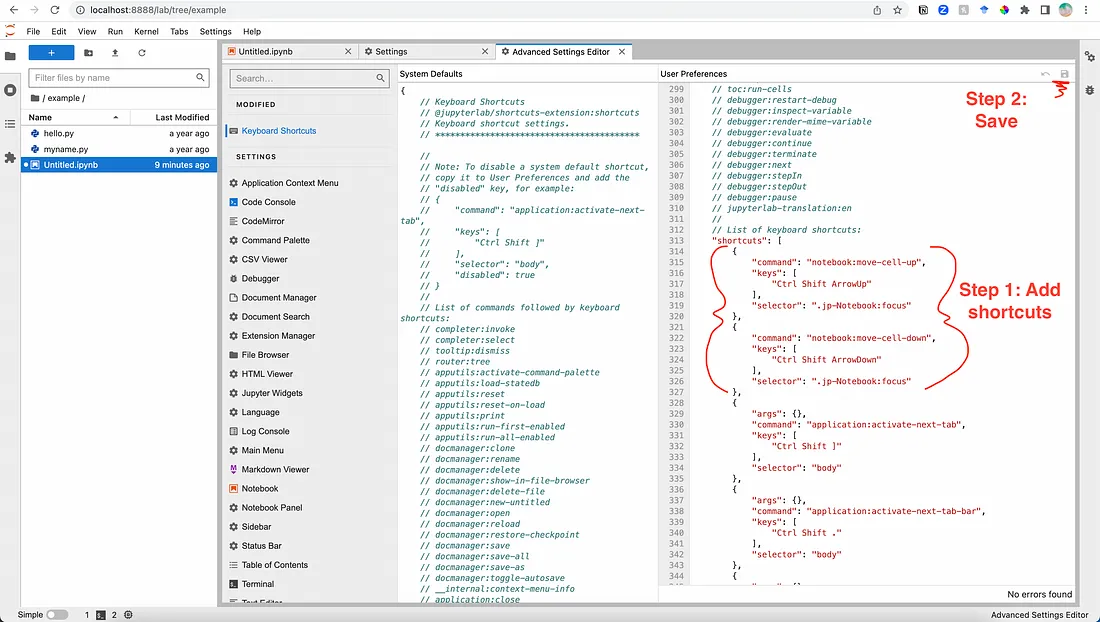 localhost:8888/lab/tree/example
File Edit View Run Kernel Tabs Settings Help
+
Filter files by name
/ example /
Name Last Modified
hello.py a year ago
myname.py a year ago
Untitled.ipynb 9 minutes ago
Untitled.ipynb
Settings
Advanced Settings Editor
Search...
MODIFIED
Keyboard Shortcuts
SETTINGS
Application Context Menu
Code Console
CodeMirror
Command Palette
CSV Viewer
Debugger
Document Manager
Document Search
Extension Manager
File Browser
HTML Viewer
Jupyter Widgets
Language
Log Console
Main Menu
Markdown Viewer
Notebook
Notebook Panel
Sidebar
Status Bar
Table of Contents
Terminal
Text Editor
System Defaults
{
// Keyboard Shortcuts
// @jupyterlab/shortcuts-extension:shortcuts
// Keyboard shortcut settings.
// *****************************************
//
// Note: To disable a system default shortcut,
// copy it to User Preferences and add the
// "disabled" key, for example:
// {
//     "command": "application:activate-next-
tab",
//     "keys": [
//         "Ctrl Shift ]"
//     ],
//     "selector": "body",
//     "disabled": true
// }
//
// List of commands followed by keyboard
shortcuts:
// completer:invoke
// completer:select
// tooltip:dismiss
// router:tree
// apputils:activate-command-palette
// apputils:load-statedb
// apputils:reset
// apputils:reset-on-load
// apputils:print
// apputils:run-first-enabled
// apputils:run-all-enabled
// docmanager:clone
// docmanager:rename
// docmanager:delete
// docmanager:show-in-file-browser
// docmanager:delete-file
// docmanager:new-untitled
// docmanager:open
// docmanager:reload
// docmanager:restore-checkpoint
// docmanager:save
// docmanager:save-all
// docmanager:save-as
// docmanager:toggle-autosave
// __internal:context-menu-info
// application:close
User Preferences
299 // toc:run-cells
300 // debugger:restart-debug
301 // debugger:inspect-variable
302 // debugger:render-mime-variable
303 // debugger:evaluate
304 // debugger:continue
305 // debugger:terminate
306 // debugger:next
307 // debugger:stepIn
308 // debugger:stepOut
309 // debugger:pause
310 // jupyterlab-translation:en
311 //
312 // List of keyboard shortcuts:
313 "shortcuts": [
314 {
315 "command": "notebook:move-cell-up",
316 "keys": [
317 "Ctrl Shift ArrowUp"
318 ],
319 "selector": ".jp-Notebook:focus"
320 },
321 {
322 "command": "notebook:move-cell-down",
323 "keys": [
324 "Ctrl Shift ArrowDown"
325 ],
326 "selector": ".jp-Notebook:focus"
327 },
328 {
329 "args": {},
330 "command": "application:activate-next-tab",
331 "keys": [
332 "Ctrl Shift ]"
333 ],
334 "selector": "body"
335 },
336 {
337 "args": {},
338 "command": "application:activate-next-tab-bar",
339 "keys": [
340 "Ctrl Shift ."
341 ],
342 "selector": "body"
343 },
344 {
Step 2:
Save
Step 1: Add
shortcuts
No errors found
Simple 1 2
Advanced Settings Editor